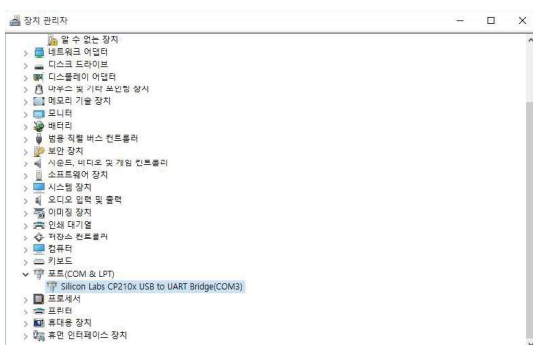 장치 관리자
알 수 없는 장치
네트워크 어댑터
디스크 드라이브
디스플레이 어댑터
마우스 및 기타 포인팅 장치
메모리 기술 장치
모니터
배터리
범용 직렬 버스 컨트롤러
보안 장치
사운드, 비디오 및 게임 컨트롤러
소프트웨어 장치
시스템 장치
오디오 입력 및 출력
이미징 장치
인쇄 대기열
저장소 컨트롤러
컴퓨터
키보드
포트(COM & LPT)
Silicon Labs CP210x USB to UART Bridge(COM3)
프로세서
프린터
휴대용 장치
휴먼 인터페이스 장치